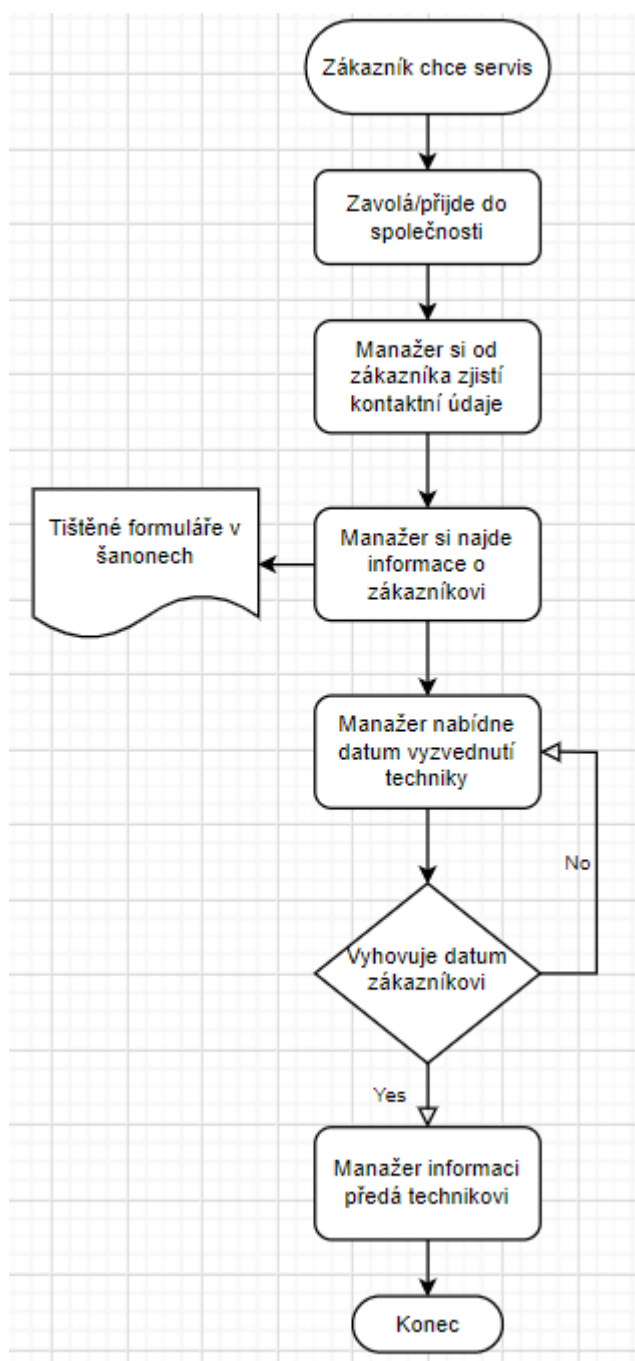 Zákazník chce servis
Zavolá/přijde do
společnosti
Manažer si od
zákazníka zjistí
kontaktní údaje
Tištěné formuláře v
šanonech
Manažer si najde
informace o
zákazníkovi
Manažer nabídne
datum vyzvednutí
techniky
No
Vyhovuje datum
zákazníkovi
Yes
Manažer informaci
předá technikovi
Konec